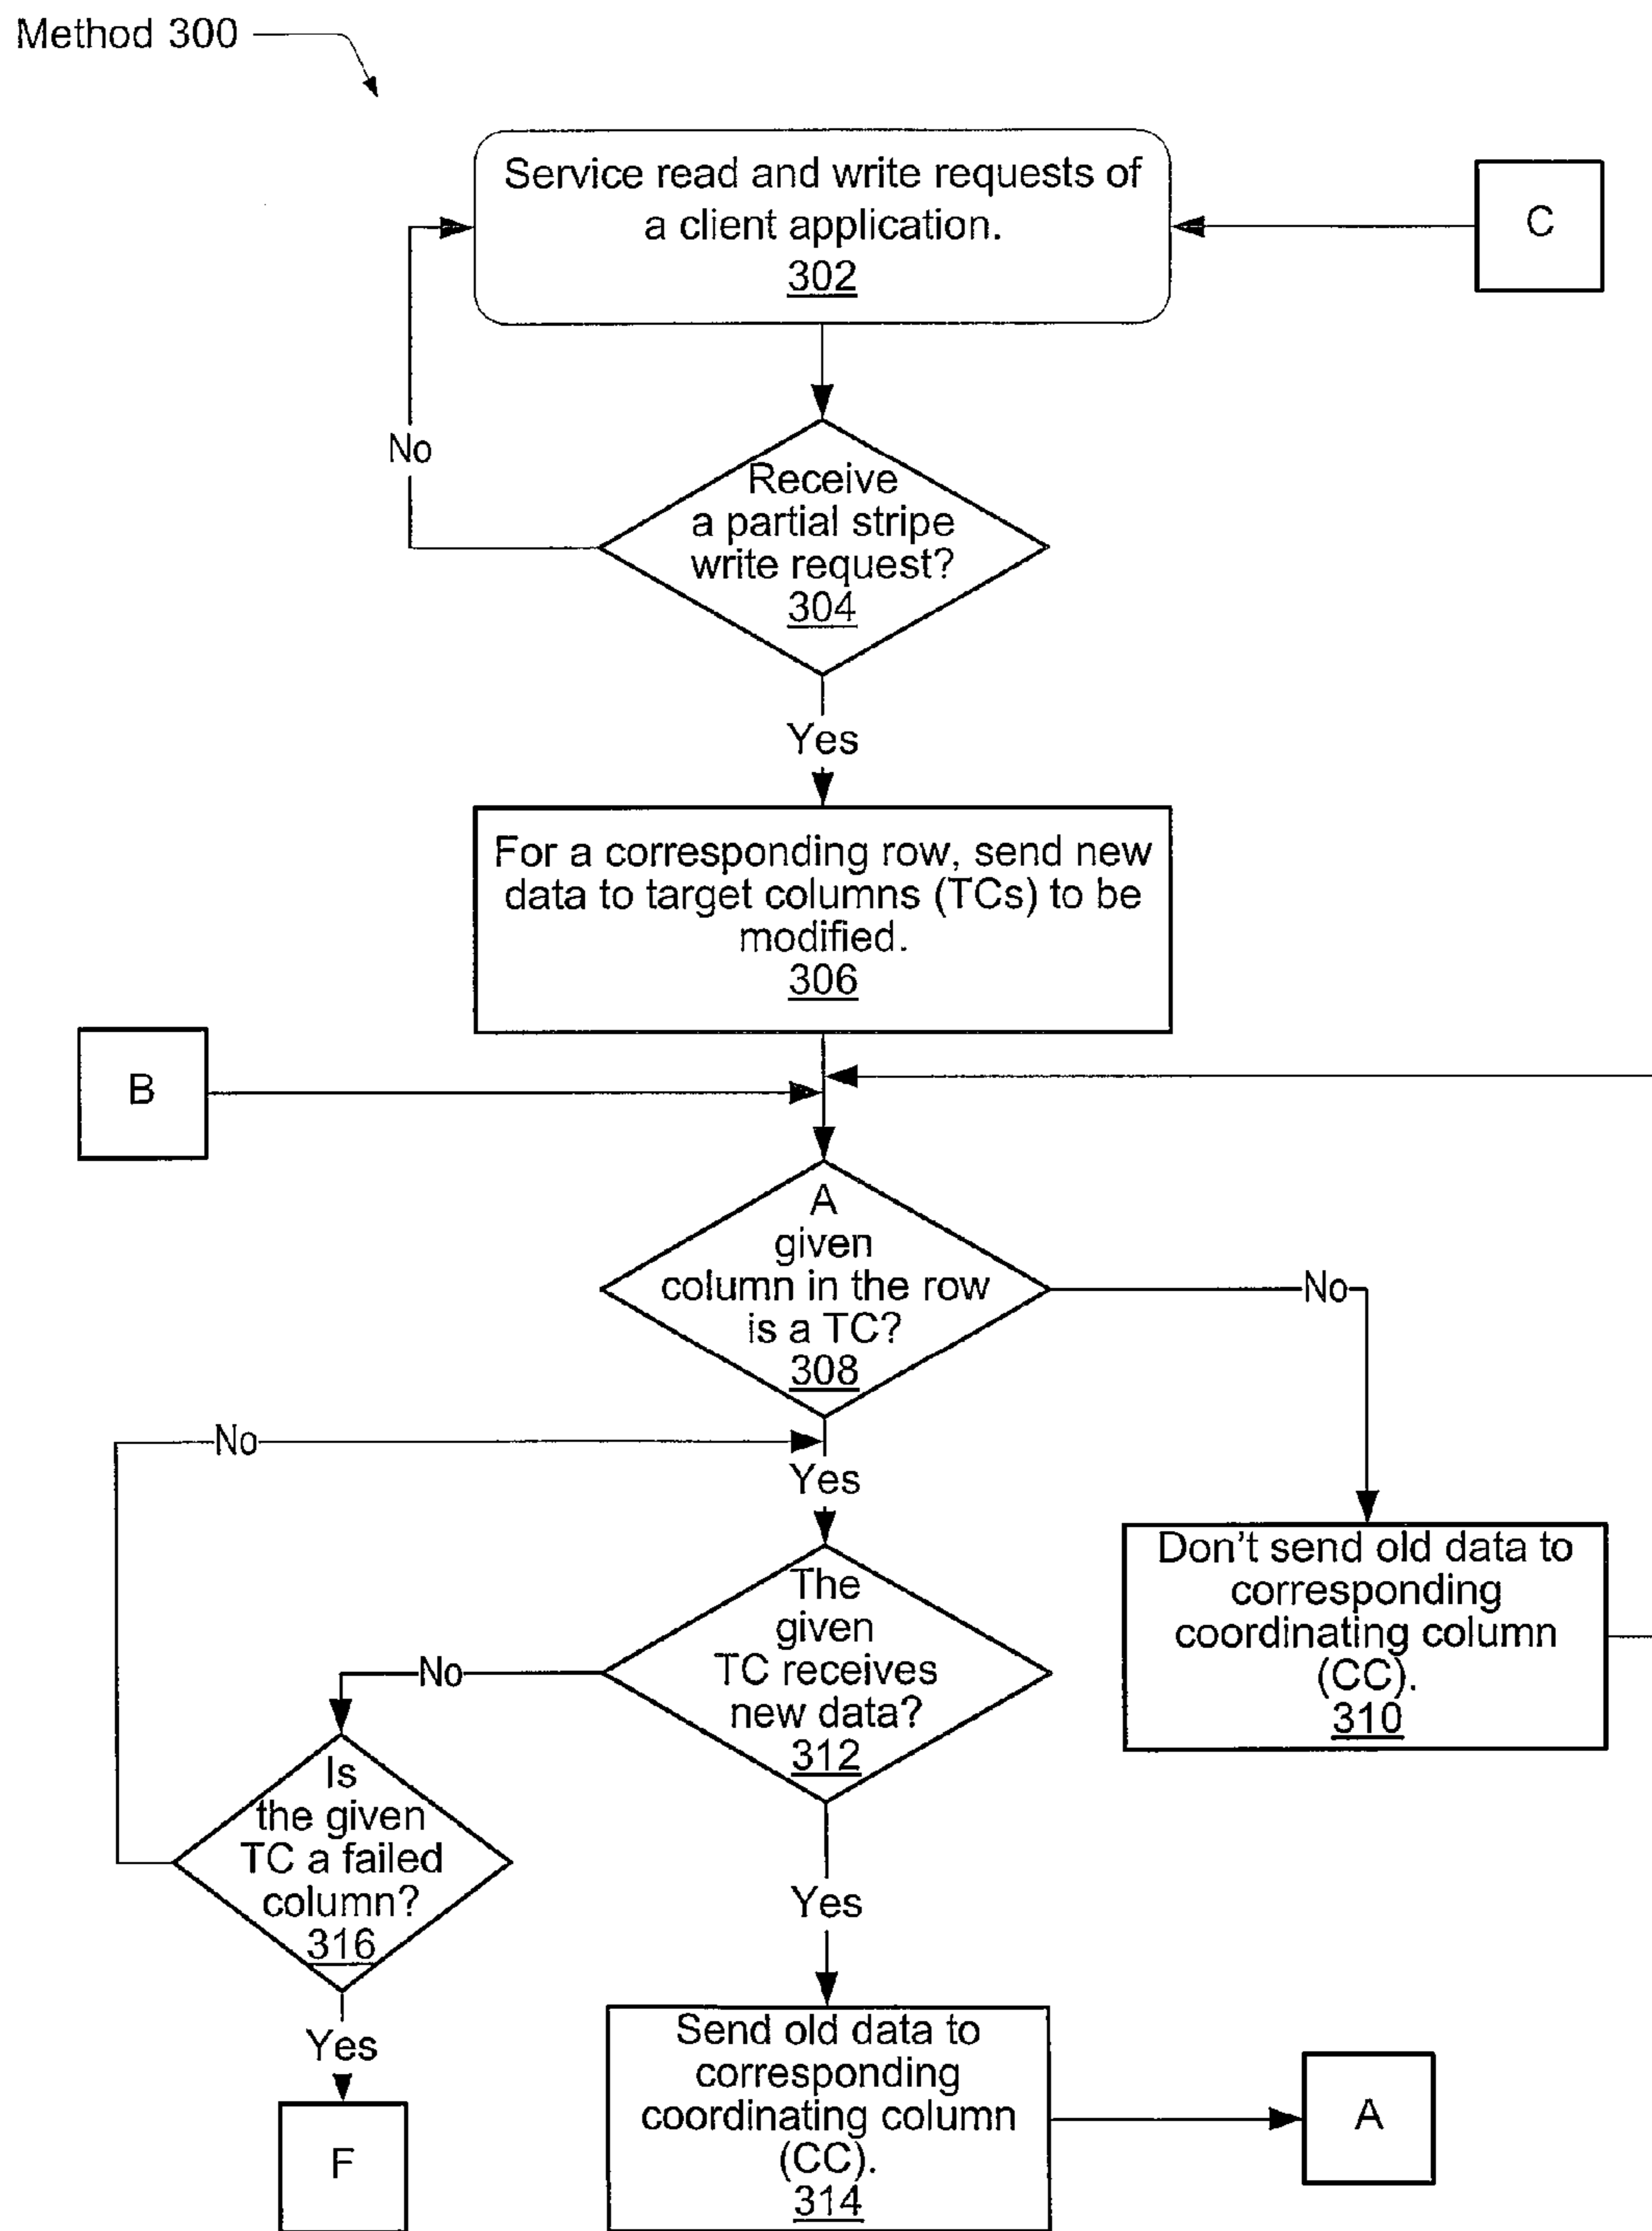 Method 300
Service read and write requests of
a client application.
302
C
No
Receive
a partial stripe
write request?
304
Yes
For a corresponding row, send new
data to target columns (TCs) to be
modified.
306
B
A
given
column in the row
is a TC?
308
No
No
Yes
Don't send old data to
corresponding
coordinating column
(CC).
310
The
given
TC receives
new data?
312
No
Is
the given
TC a failed
column?
316
Yes
Yes
F
Send old data to
corresponding
coordinating column
(CC).
314
A